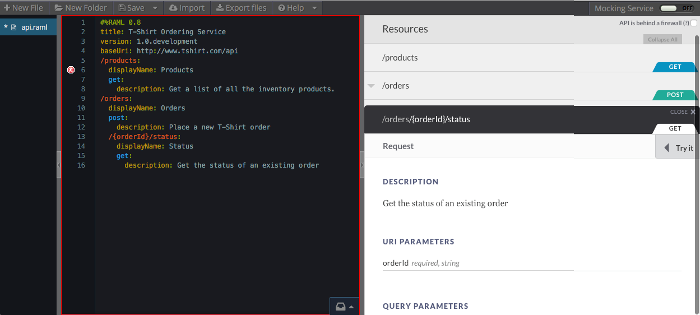 + New File
New Folder
Save
Import
Export files
? Help
Mocking Service
OFF
* api.raml
1 #%RAML 0.8
2 title: T-Shirt Ordering Service
3 version: 1.0.development
4 baseUri: http://www.tshirt.com/api
5 /products:
6 displayName: Products
7 get:
8 description: Get a list of all the inventory products.
9 /orders:
10 displayName: Orders
11 post:
12 description: Place a new T-Shirt order
13 /{orderId}/status:
14 displayName: Status
15 get:
16 description: Get the status of an existing order
API is behind a firewall (?)
Resources
Collapse All
/products
GET
/orders
POST
CLOSE X
/orders/{orderId}/status
GET
Request
Try it
DESCRIPTION
Get the status of an existing order
URI PARAMETERS
orderId required, string
QUERY PARAMETERS